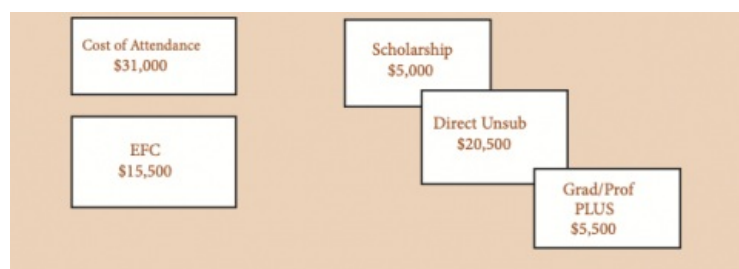 Cost of Attendance
$31,000
EFC
$15,500
Scholarship
$5,000
Direct Unsub
$20,500
Grad/Prof
PLUS
$5,500